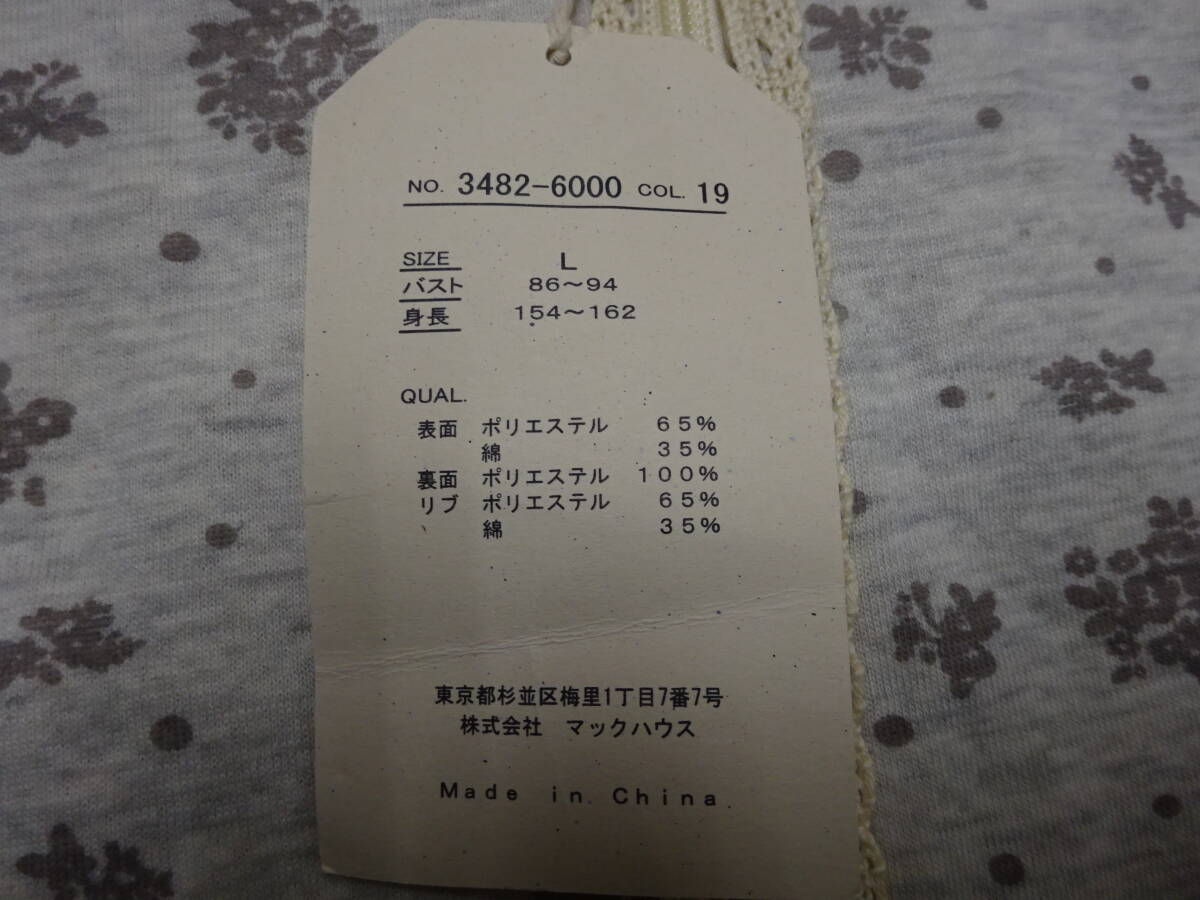 NO. 3482-6000 COL. 19
SIZE L
バスト 86～94
身長 154～162
QUAL.
表面 ポリエステル 65%
綿 35%
裏面 ポリエステル 100%
リブ ポリエステル 65%
綿 35%
東京都杉並区梅里1丁目7番7号
株式会社 マックハウス
Made in China